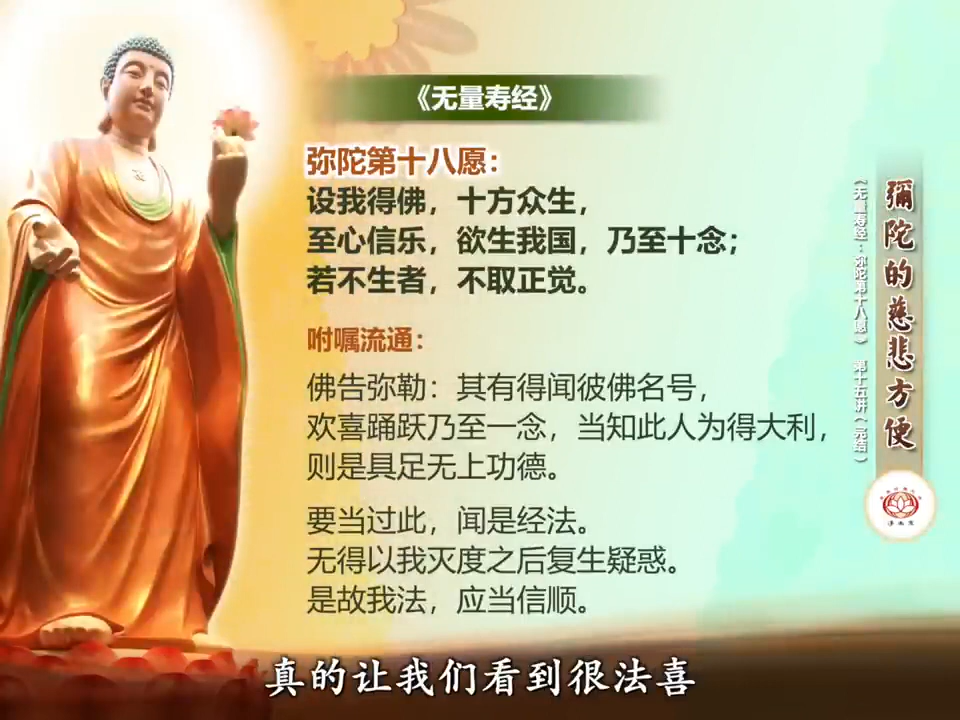 《无量寿经》
弥陀第十八愿：
设我得佛，十方众生，
至心信乐，欲生我国，乃至十念；
若不生者，不取正觉。
咐嘱流通：
佛告弥勒：其有得闻彼佛名号，
欢喜踊跃乃至一念，当知此人为得大利，
则是具足无上功德。
要当过此，闻是经法。
无得以我灭度之后复生疑惑。
是故我法，应当信顺。
彌陀的慈悲方便
《无量寿经：弥陀第十八愿》 第十五讲（完结）
真的让我们看到很法喜